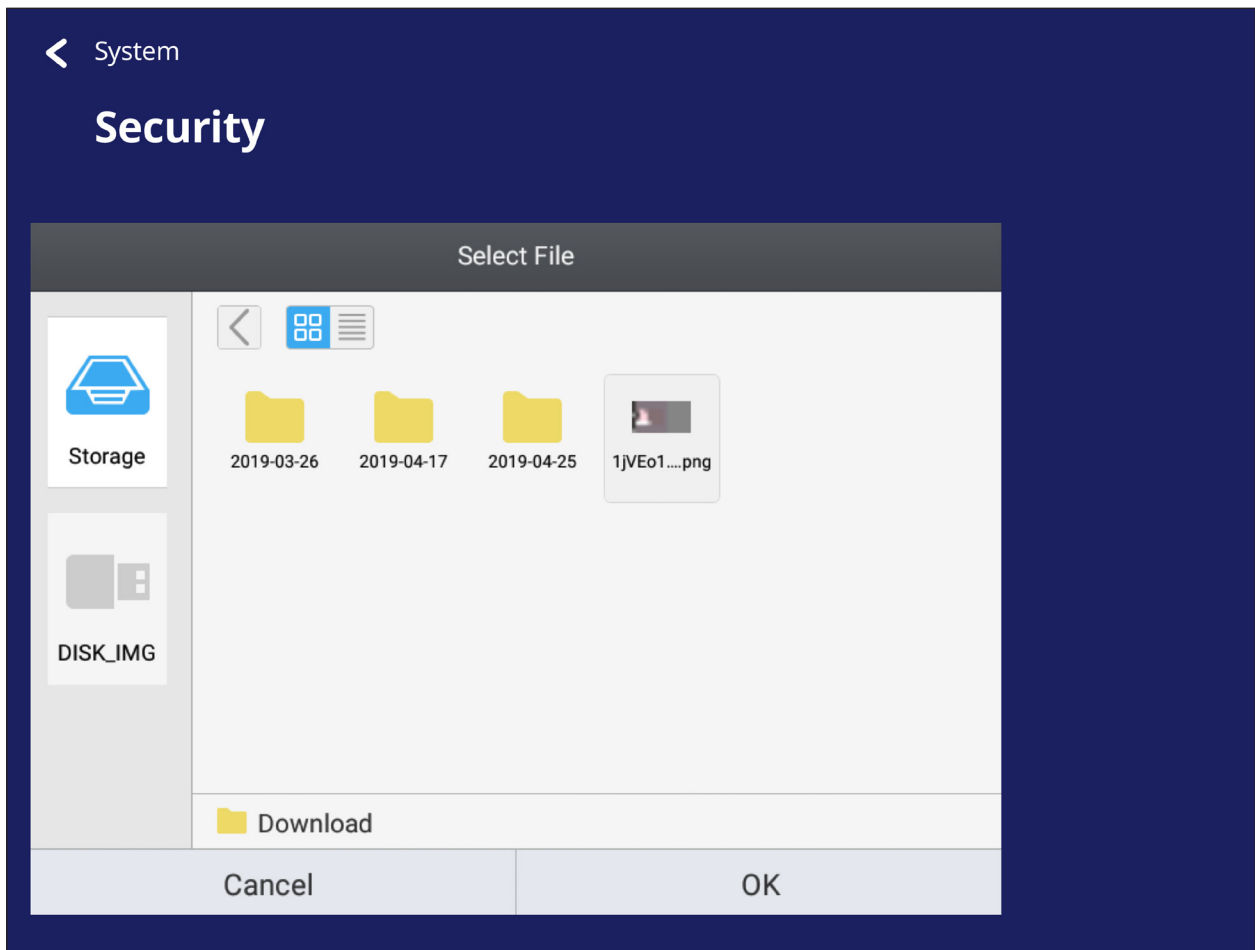 System
Security
Select File
Storage
2019-03-26
2019-04-17
2019-04-25
1jVEo1....png
DISK_IMG
Download
Cancel
OK